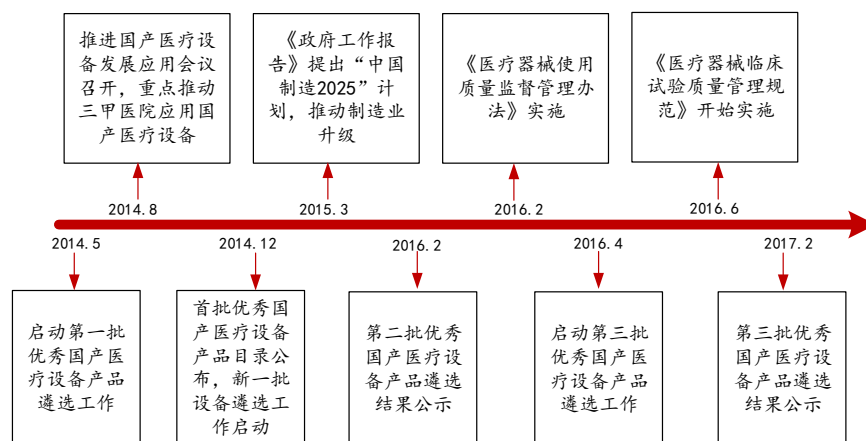 推进国产医疗设
备发展应用会议
召开，重点推动
三甲医院应用国
产医疗设备
《政府工作报
告》提出“中国
制造2025”计
划，推动制造业
升级
《医疗器械使用
质量监督管理办
法》实施
《医疗器械临床
试验质量管理规
范》开始实施
2014.8
2015.3
2016.2
2016.6
2014.5
2014.12
2016.2
2016.4
2017.2
启动第一批
优秀国产医
疗设备产品
遴选工作
首批优秀国
产医疗设备
产品目录公
布，新一批
设备遴选工
作启动
第二批优秀
国产医疗设
备产品遴选
结果公示
启动第三批
优秀国产医
疗设备产品
遴选工作
第三批优秀
国产医疗设
备产品遴选
结果公示